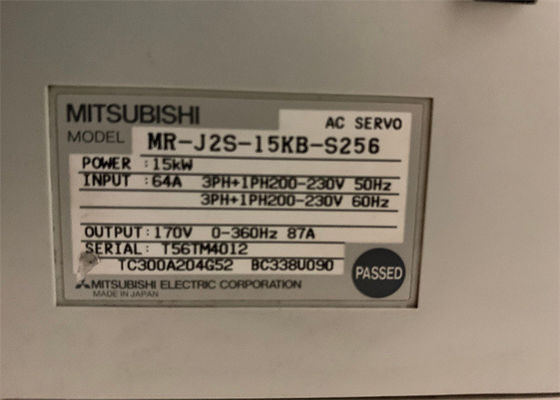 MITSUBISHI
AC SERVO
MODEL MR-J2S-15KB-S256
POWER : 15kW
INPUT : 64A 3PH+1PH200-230V 50Hz
3PH+1PH200-230V 60Hz
OUTPUT : 170V 0-360Hz 87A
SERIAL: T56TM4012
TC300A204G52 BC338U090
PASSED
MITSUBISHI ELECTRIC CORPORATION
MADE IN JAPAN